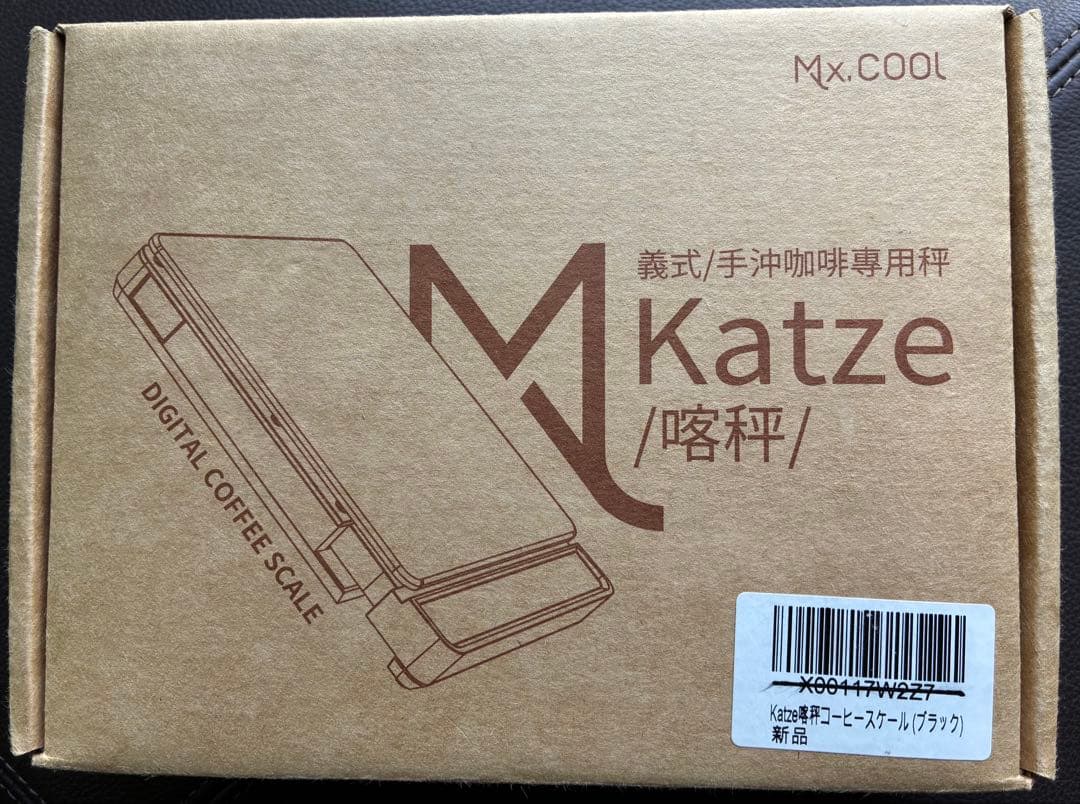 Mx.COOL
義式/手沖咖啡專用秤
Katze
/喀秤/
DIGITAL COFFEE SCALE
X00117W2Z7
Katze喀秤コーヒースケール (ブラック)
新品